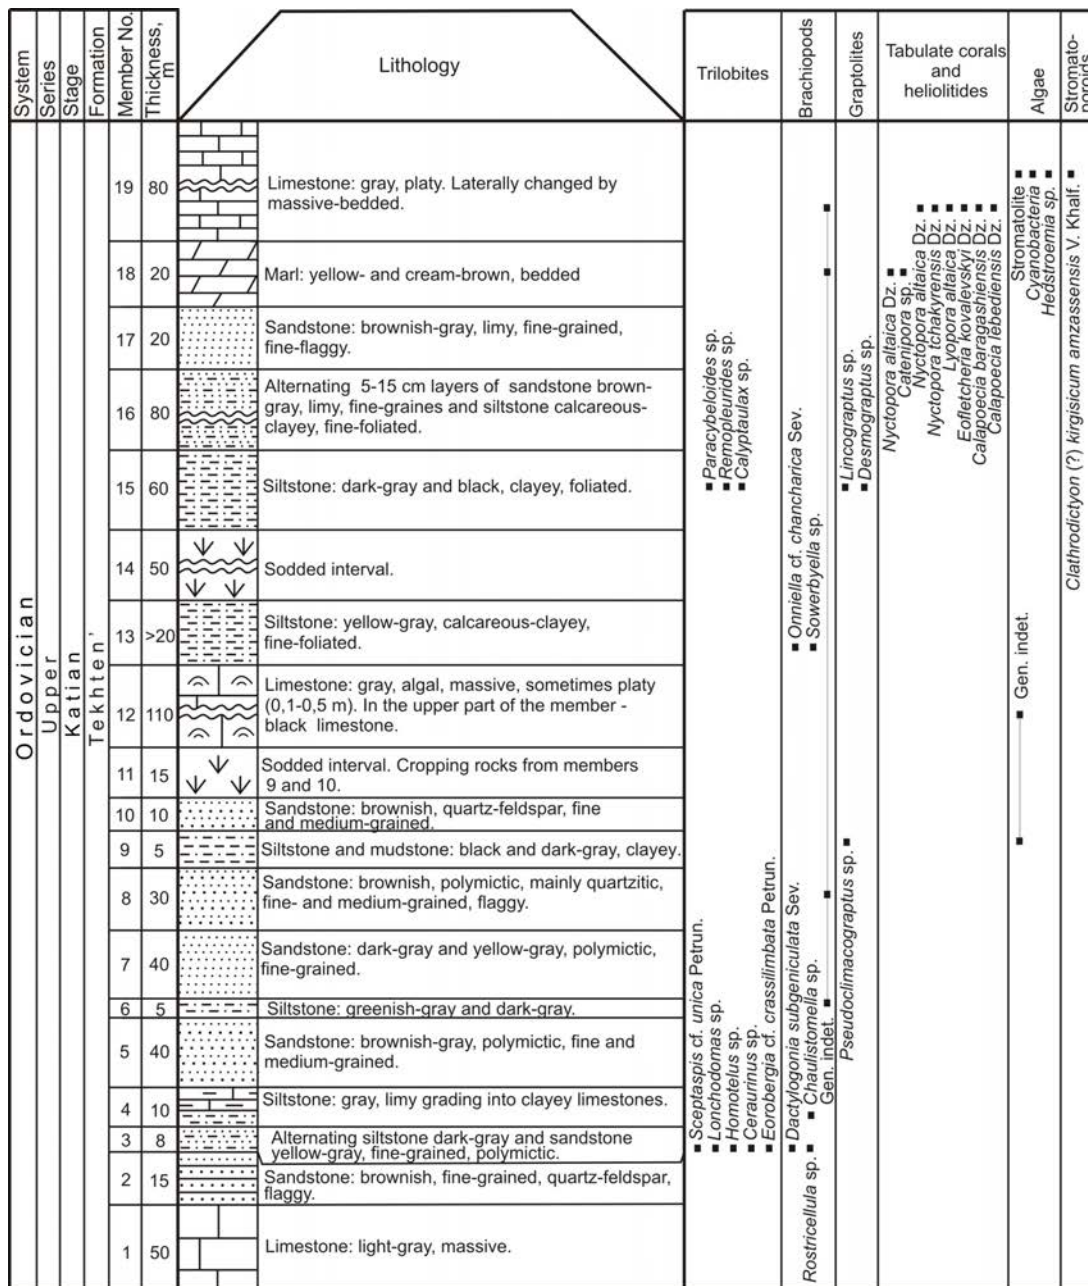 System
Series
Stage
Formation
Member No.
Thickness,
m
Lithology
Trilobites
Brachiopods
Graptolites
Tabulate corals
and
heliolitides
Algae
Stromato-
poroids
Ordovician
Upper
Katian
Tekhten'
19 80
Limestone: gray, platy. Laterally changed by
massive-bedded.
18 20
Marl: yellow- and cream-brown, bedded
17 20
Sandstone: brownish-gray, limy, fine-grained,
fine-flaggy.
16 80
Alternating 5-15 cm layers of sandstone brown-
gray, limy, fine-graines and siltstone calcareous-
clayey, fine-foliated.
15 60
Siltstone: dark-gray and black, clayey, foliated.
14 50
Sodded interval.
13 >20
Siltstone: yellow-gray, calcareous-clayey,
fine-foliated.
12 110
Limestone: gray, algal, massive, sometimes platy
(0,1-0,5 m). In the upper part of the member -
black limestone.
11 15
Sodded interval. Cropping rocks from members
9 and 10.
10 10
Sandstone: brownish, quartz-feldspar, fine
and medium-grained.
9 5
Siltstone and mudstone: black and dark-gray, clayey.
8 30
Sandstone: brownish, polymictic, mainly quartzitic,
fine- and medium-grained, flaggy.
7 40
Sandstone: dark-gray and yellow-gray, polymictic,
fine-grained.
6 5
Siltstone: greenish-gray and dark-gray.
5 40
Sandstone: brownish-gray, polymictic, fine and
medium-grained.
4 10
Siltstone: gray, limy grading into clayey limestones.
3 8
Alternating siltstone dark-gray and sandstone
yellow-gray, fine-grained, polymictic.
2 15
Sandstone: brownish, fine-grained, quartz-feldspar,
flaggy.
1 50
Limestone: light-gray, massive.
Sceptaspis cf. unica Petrun.
Lonchodomas sp.
Homotelus sp.
Ceraurinus sp.
Eorobergia cf. crassilimbata Petrun.
Paracybeloides sp.
Remopleurides sp.
Calyptaulax sp.
Dactylogonia subgeniculata Sev.
Rostricellula sp.
Chaulistomella sp.
Gen. indet.
Onniella cf. chancharica Sev.
Sowerbyella sp.
Pseudoclimacograptus sp.
Lincograptus sp.
Desmograptus sp.
Nyctopora altaica Dz.
Catenipora sp.
Nyctopora altaica Dz.
Nyctopora tchakyrensis Dz.
Lyopora altaica Dz.
Eofletcheria kovalevskyi Dz.
Calapoecia baragashiensis Dz.
Calapoecia lebediensis Dz.
Gen. indet.
Stromatolite
Cyanobacteria
Hedstroemia sp.
Clathrodictyon (?) kirgisicum amzassensis V. Khalf.